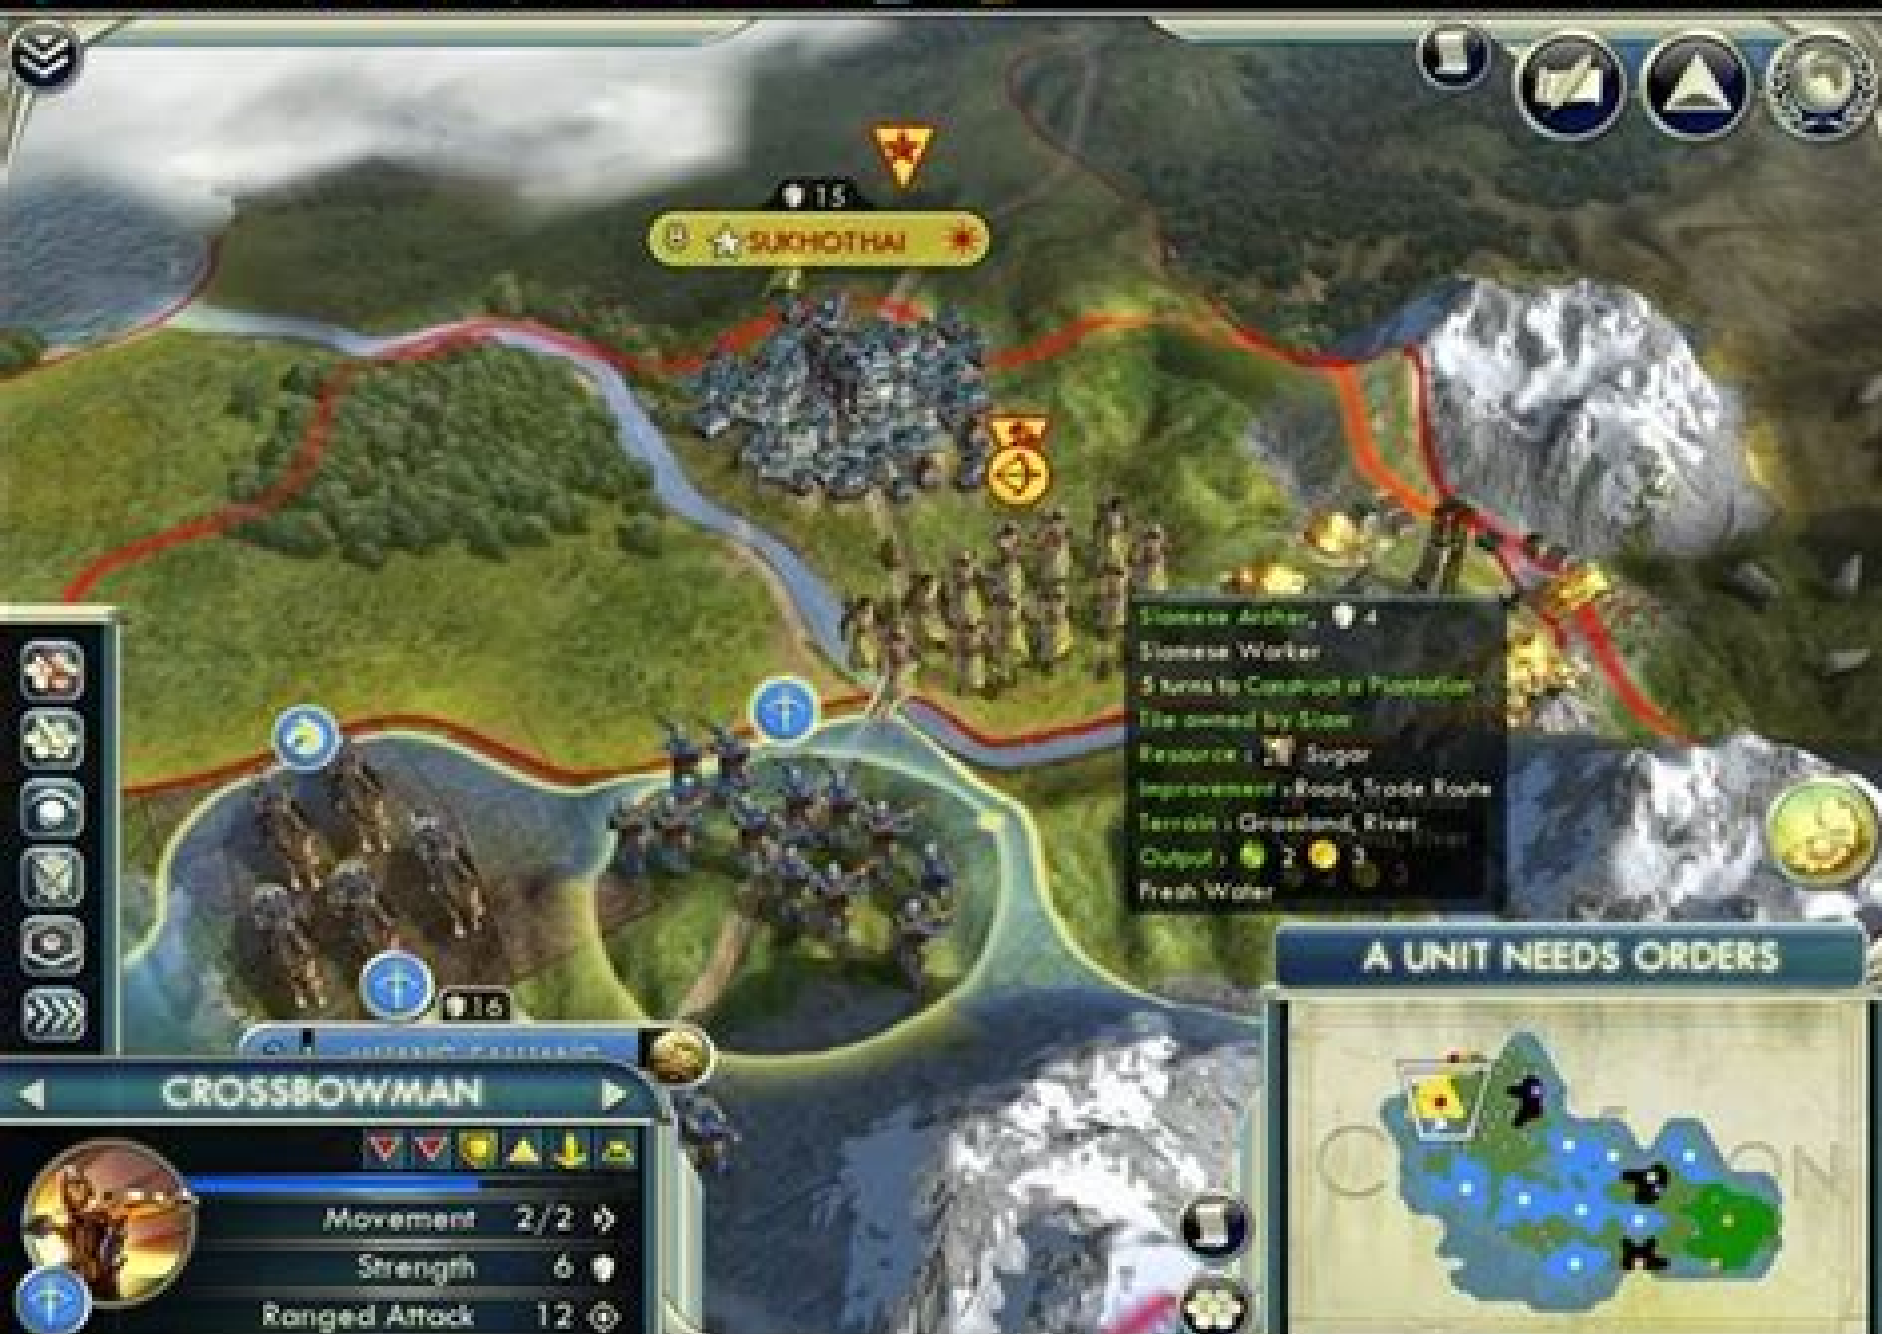 15
8 SUKHOTHAI
Siamese Archer, 4
Siamese Worker
5 turns to Construct a Plantation
Tile owned by Siam
Resource : Sugar
Improvement : Road, Trade Route
Terrain : Grassland, River
Output : 2 3
Fresh Water
16
A UNIT NEEDS ORDERS
CROSSBOWMAN
Movement 2/2
Strength 6
Ranged Attack 12